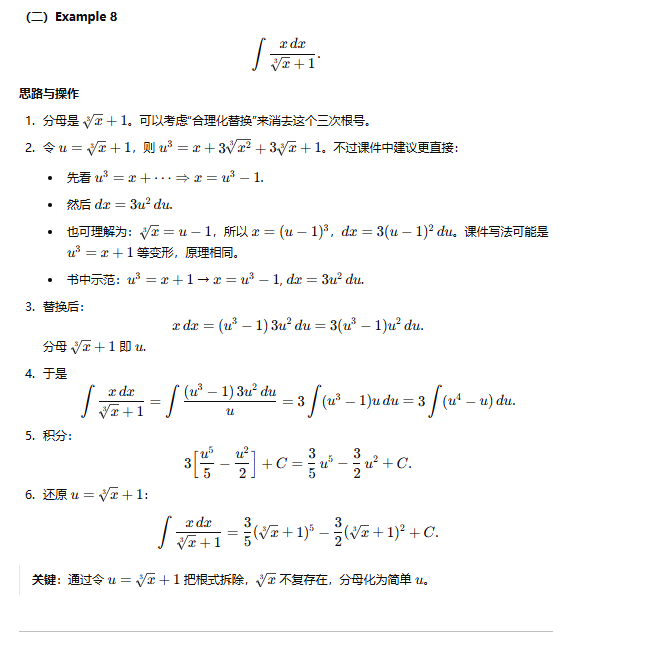 （二）Example 8
∫ x dx / (∛x + 1).
思路与操作
1. 分母是 ∛x + 1。可以考虑“合理化替换”来消去这个三次根号。
2. 令 u = ∛x + 1，则 u³ = x + 3∛x² + 3∛x + 1。不过课件中建议更直接：
• 先看 u³ = x + ⋯ ⇒ x = u³ − 1.
• 然后 dx = 3u² du.
• 也可理解为：∛x = u − 1，所以 x = (u − 1)³，dx = 3(u − 1)² du。课件写法可能是
u³ = x + 1 等变形，原理相同。
• 书中示范：u³ = x + 1 → x = u³ − 1, dx = 3u² du.
3. 替换后：
x dx = (u³ − 1) 3u² du = 3(u³ − 1)u² du.
分母 ∛x + 1 即 u.
4. 于是
∫ x dx / (∛x + 1) = ∫ (u³ − 1) 3u² du / u = 3 ∫(u³ − 1)u du = 3 ∫(u⁴ − u) du.
5. 积分：
3[u⁵/5 − u²/2] + C = 3/5 u⁵ − 3/2 u² + C.
6. 还原 u = ∛x + 1：
∫ x dx / (∛x + 1) = 3/5 (∛x + 1)⁵ − 3/2 (∛x + 1)² + C.
关键：通过令 u = ∛x + 1 把根式拆除，∛x 不复存在，分母化为简单 u。